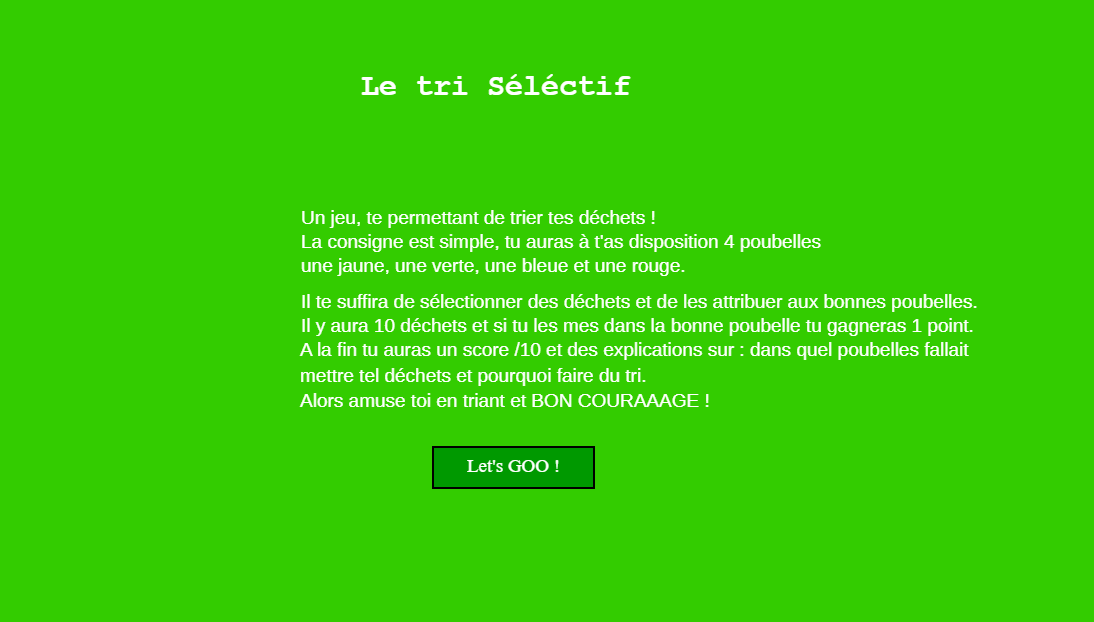 Le tri Séléctif
Un jeu, te permettant de trier tes déchets !
La consigne est simple, tu auras à t'as disposition 4 poubelles
une jaune, une verte, une bleue et une rouge.
Il te suffira de sélectionner des déchets et de les attribuer aux bonnes poubelles.
Il y aura 10 déchets et si tu les mes dans la bonne poubelle tu gagneras 1 point.
A la fin tu auras un score /10 et des explications sur : dans quel poubelles fallait
mettre tel déchets et pourquoi faire du tri.
Alors amuse toi en triant et BON COURAAAGE !
Let's GOO !